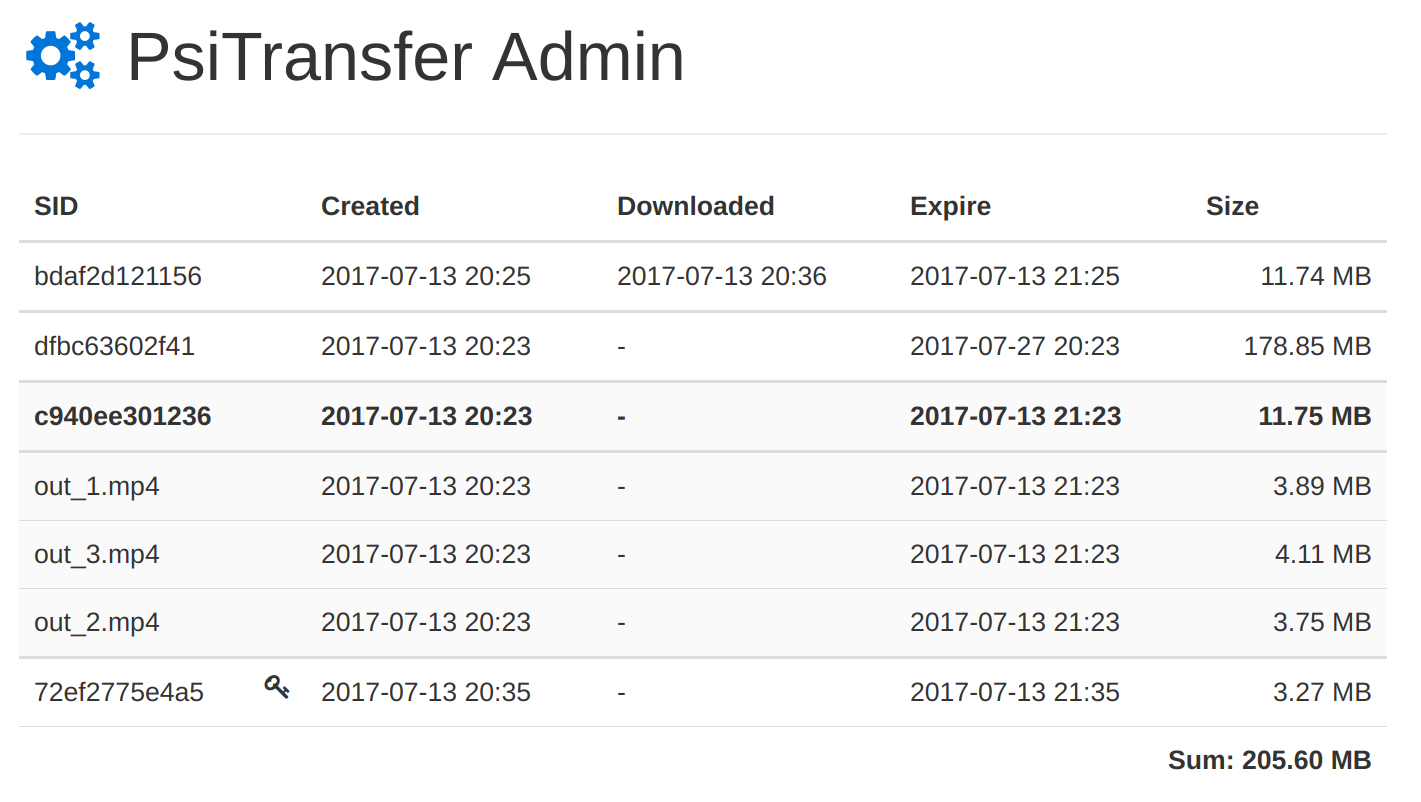 PsiTransfer Admin
SID Created Downloaded Expire Size
bdaf2d121156 2017-07-13 20:25 2017-07-13 20:36 2017-07-13 21:25 11.74 MB
dfbc63602f41 2017-07-13 20:23 - 2017-07-27 20:23 178.85 MB
c940ee301236 2017-07-13 20:23 - 2017-07-13 21:23 11.75 MB
out_1.mp4 2017-07-13 20:23 - 2017-07-13 21:23 3.89 MB
out_3.mp4 2017-07-13 20:23 - 2017-07-13 21:23 4.11 MB
out_2.mp4 2017-07-13 20:23 - 2017-07-13 21:23 3.75 MB
72ef2775e4a5 2017-07-13 20:35 - 2017-07-13 21:35 3.27 MB
Sum: 205.60 MB